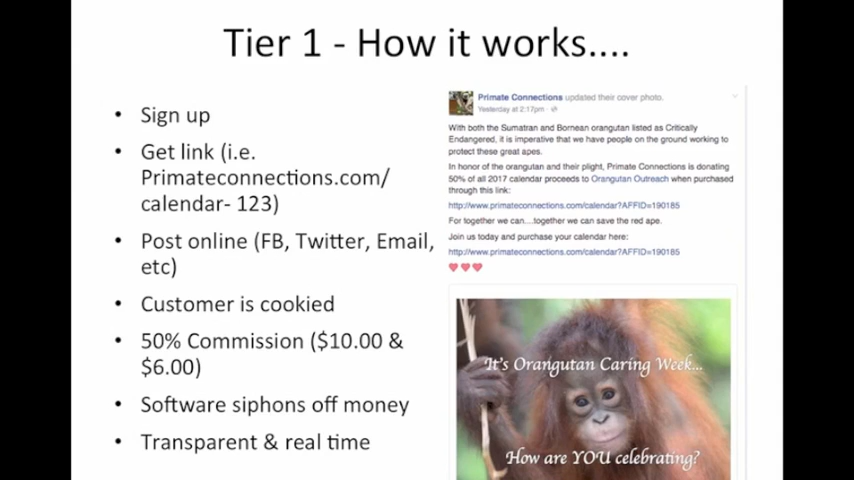 Tier 1 - How it works....
• Sign up
• Get link (i.e.
Primateconnections.com/
calendar- 123)
• Post online (FB, Twitter, Email,
etc)
• Customer is cookied
• 50% Commission ($10.00 &
$6.00)
• Software siphons off money
• Transparent & real time
Primate Connections updated their cover photo.
Yesterday at 2:17pm
With both the Sumatran and Bornean orangutan listed as Critically
Endangered, it is imperative that we have people on the ground working to
protect these great apes.
In honor of the orangutan and their plight, Primate Connections is donating
50% of all 2017 calendar proceeds to Orangutan Outreach when purchased
through this link:
http://www.primateconnections.com/calendar?AFFID=190185
For together we can....together we can save the red ape.
Join us today and purchase your calendar here:
http://www.primateconnections.com/calendar?AFFID=190185
It's Orangutan Caring Week...
How are YOU celebrating?